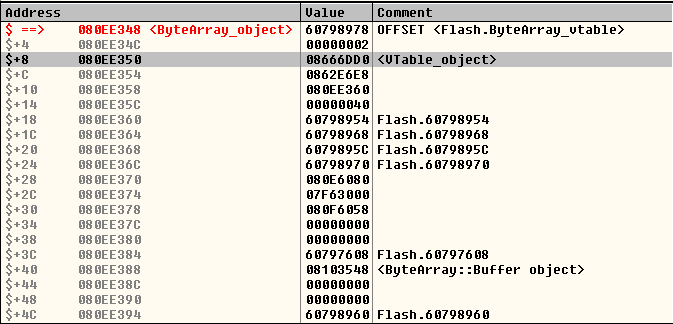 Address Value Comment
$ ==> 080EE348 <ByteArray_object> 60798978 OFFSET <Flash.ByteArray_vtable>
$+4 080EE34C 00000002
$+8 080EE350 08666DD0 <VTable_object>
$+C 080EE354 0862E6E8
$+10 080EE358 080EE360
$+14 080EE35C 00000040
$+18 080EE360 60798954 Flash.60798954
$+1C 080EE364 60798968 Flash.60798968
$+20 080EE368 6079895C Flash.6079895C
$+24 080EE36C 60798970 Flash.60798970
$+28 080EE370 080E6080
$+2C 080EE374 07F63000
$+30 080EE378 080F6058
$+34 080EE37C 00000000
$+38 080EE380 00000000
$+3C 080EE384 60797608 Flash.60797608
$+40 080EE388 08103548 <ByteArray::Buffer object>
$+44 080EE38C 00000000
$+48 080EE390 00000000
$+4C 080EE394 60798960 Flash.60798960